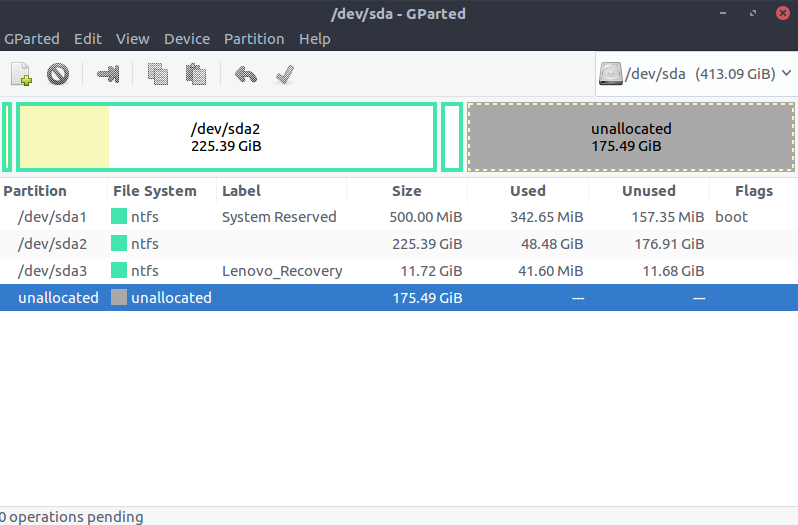 /dev/sda - GParted
GParted Edit View Device Partition Help
/dev/sda (413.09 GiB)
/dev/sda2
225.39 GiB
unallocated
175.49 GiB
Partition File System Label Size Used Unused Flags
/dev/sda1 ntfs System Reserved 500.00 MiB 342.65 MiB 157.35 MiB boot
/dev/sda2 ntfs 225.39 GiB 48.48 GiB 176.91 GiB
/dev/sda3 ntfs Lenovo_Recovery 11.72 GiB 41.60 MiB 11.68 GiB
unallocated unallocated 175.49 GiB --- ---
0 operations pending